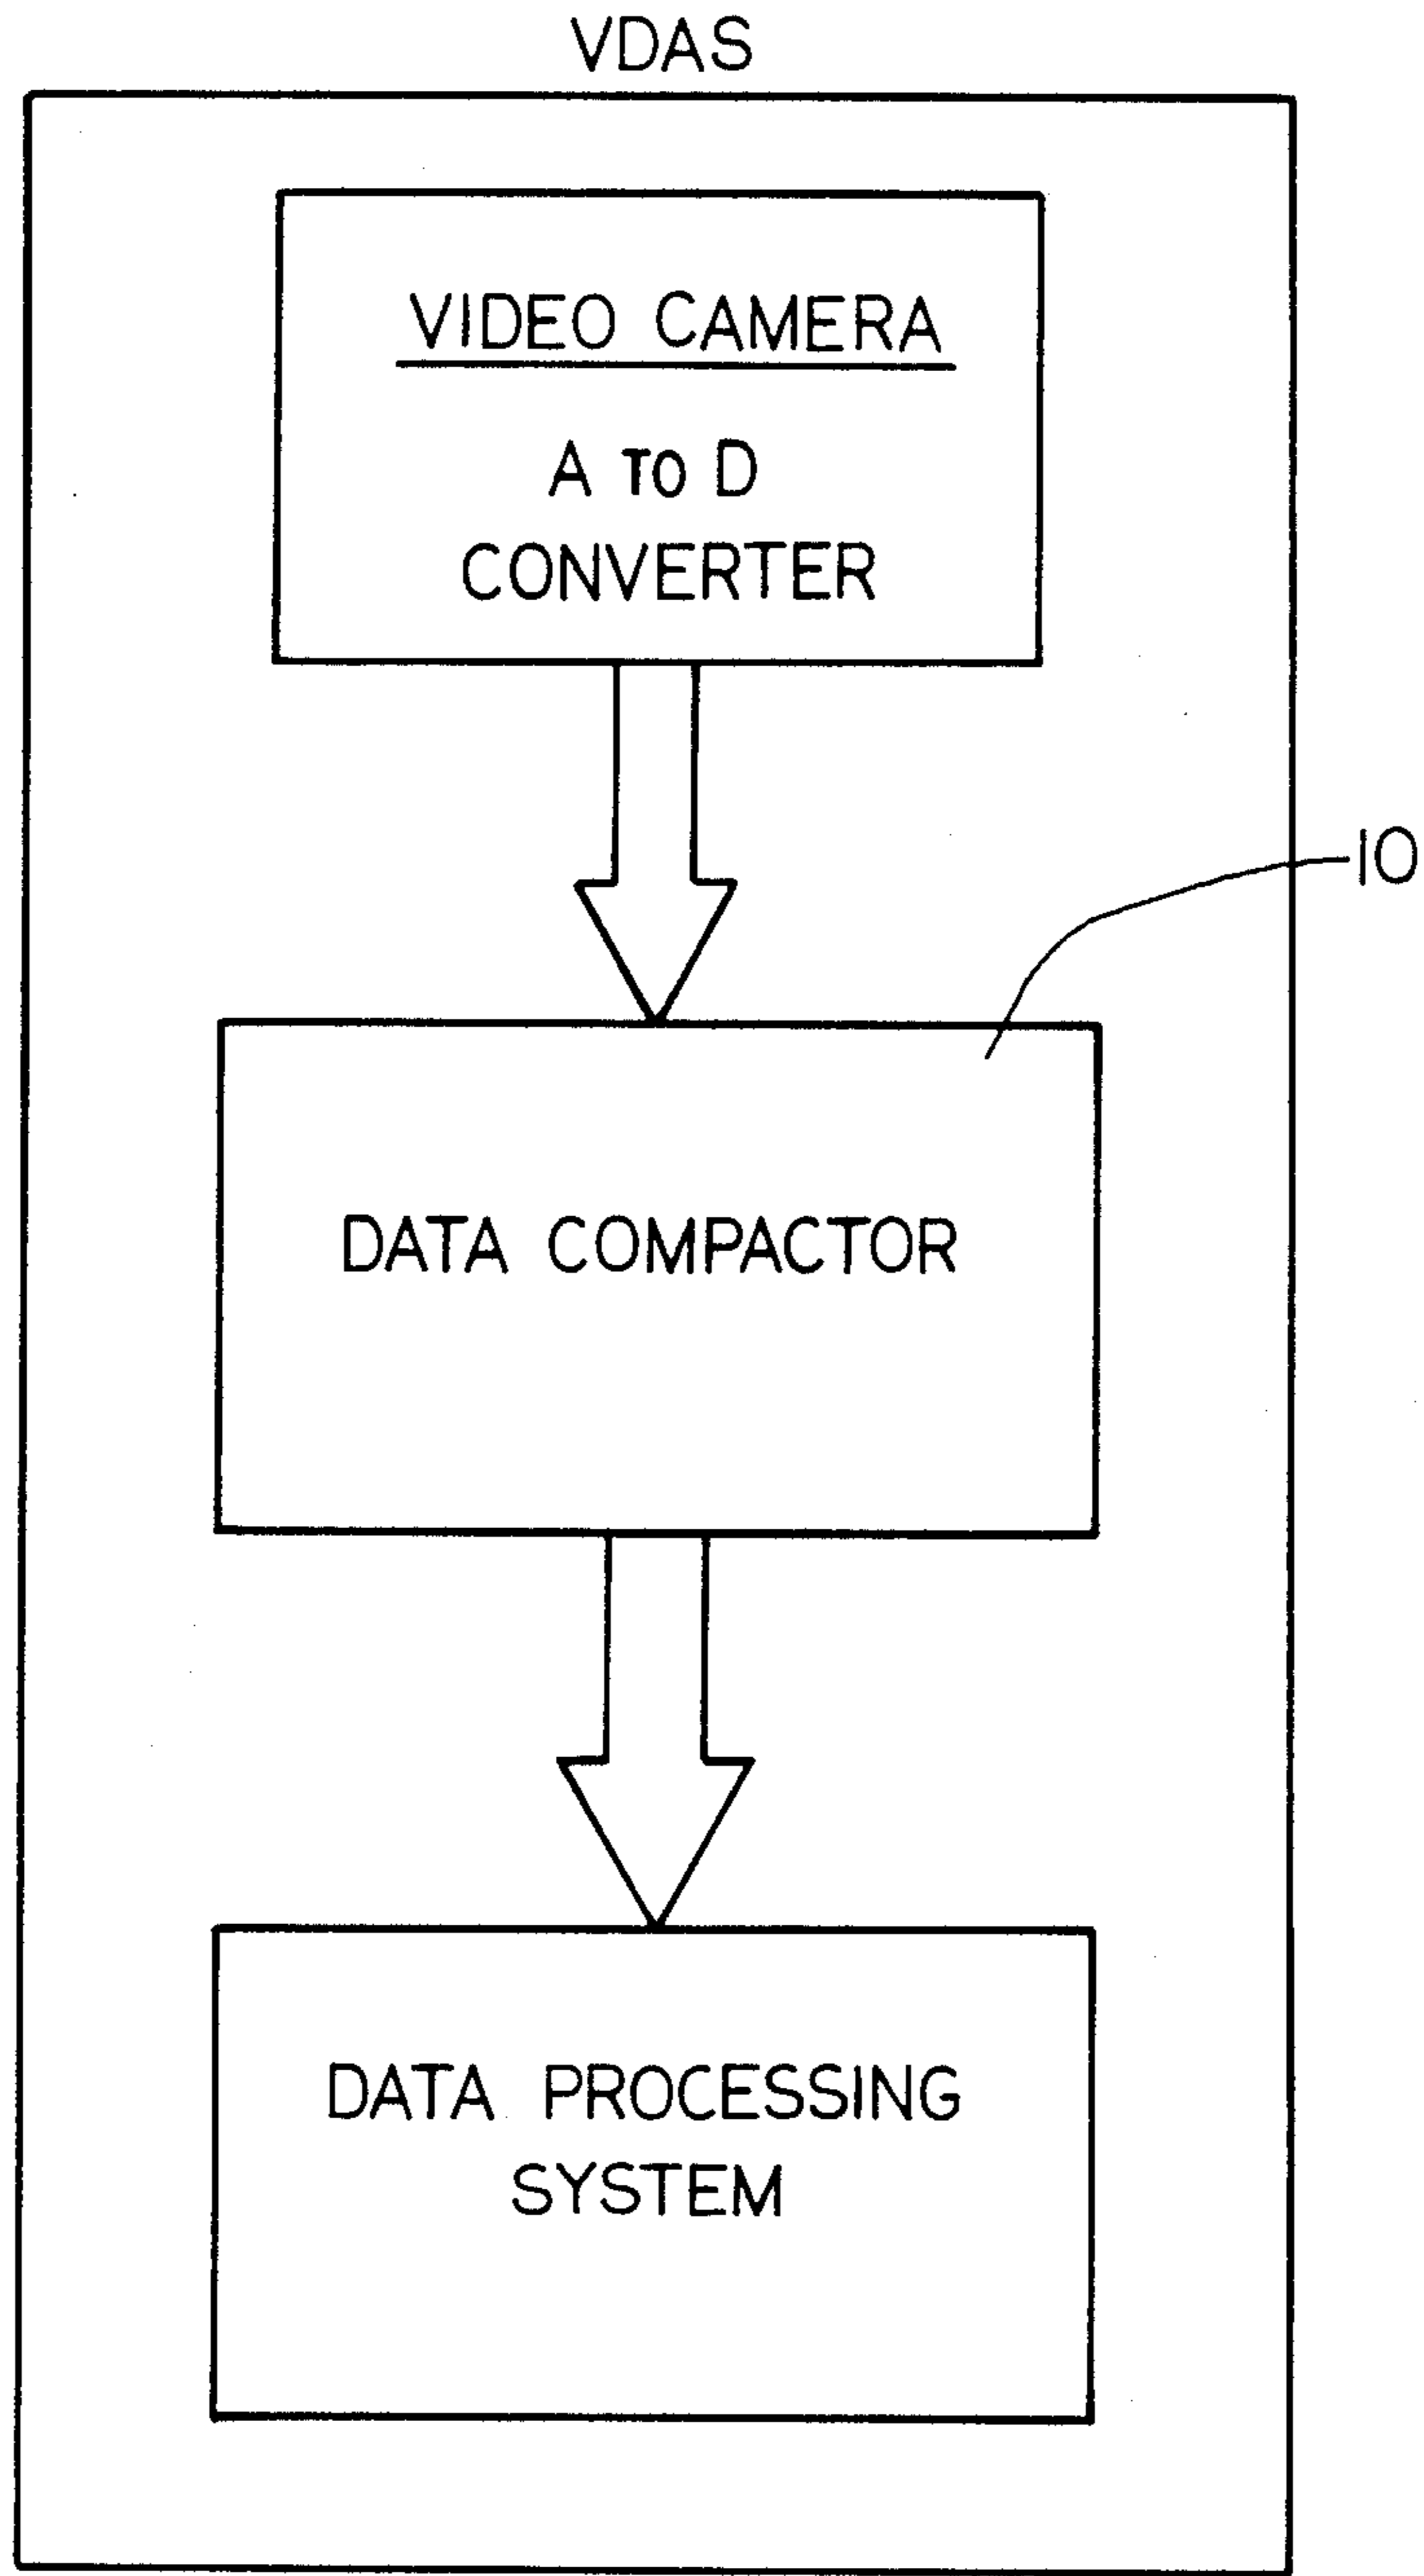 VDAS
VIDEO CAMERA
A TO D
CONVERTER
10
DATA COMPACTOR
DATA PROCESSING
SYSTEM